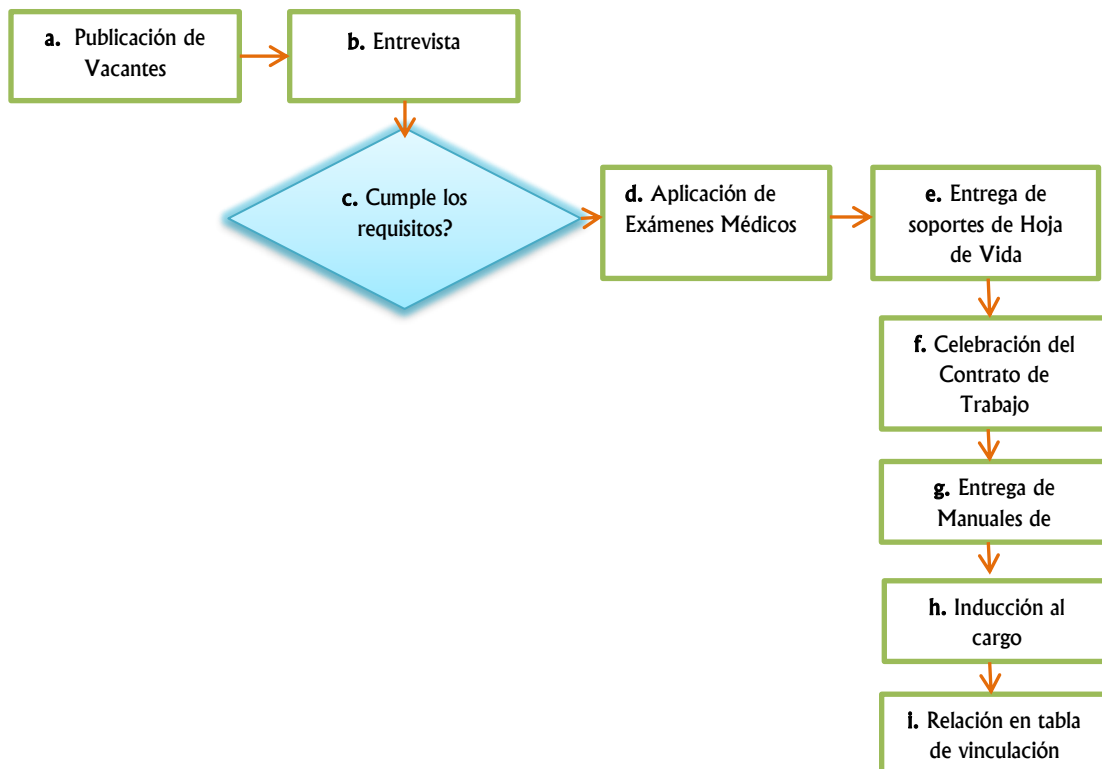 a. Publicación de
Vacantes
b. Entrevista
c. Cumple los
requisitos?
d. Aplicación de
Exámenes Médicos
e. Entrega de
soportes de Hoja
de Vida
f. Celebración del
Contrato de
Trabajo
g. Entrega de
Manuales de
h. Inducción al
cargo
i. Relación en tabla
de vinculación